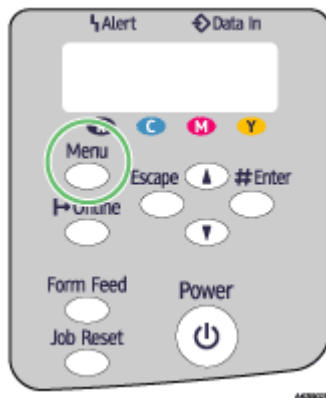 Alert Data In
C M Y
Menu
Escape #Enter
Online
Form Feed Power
Job Reset